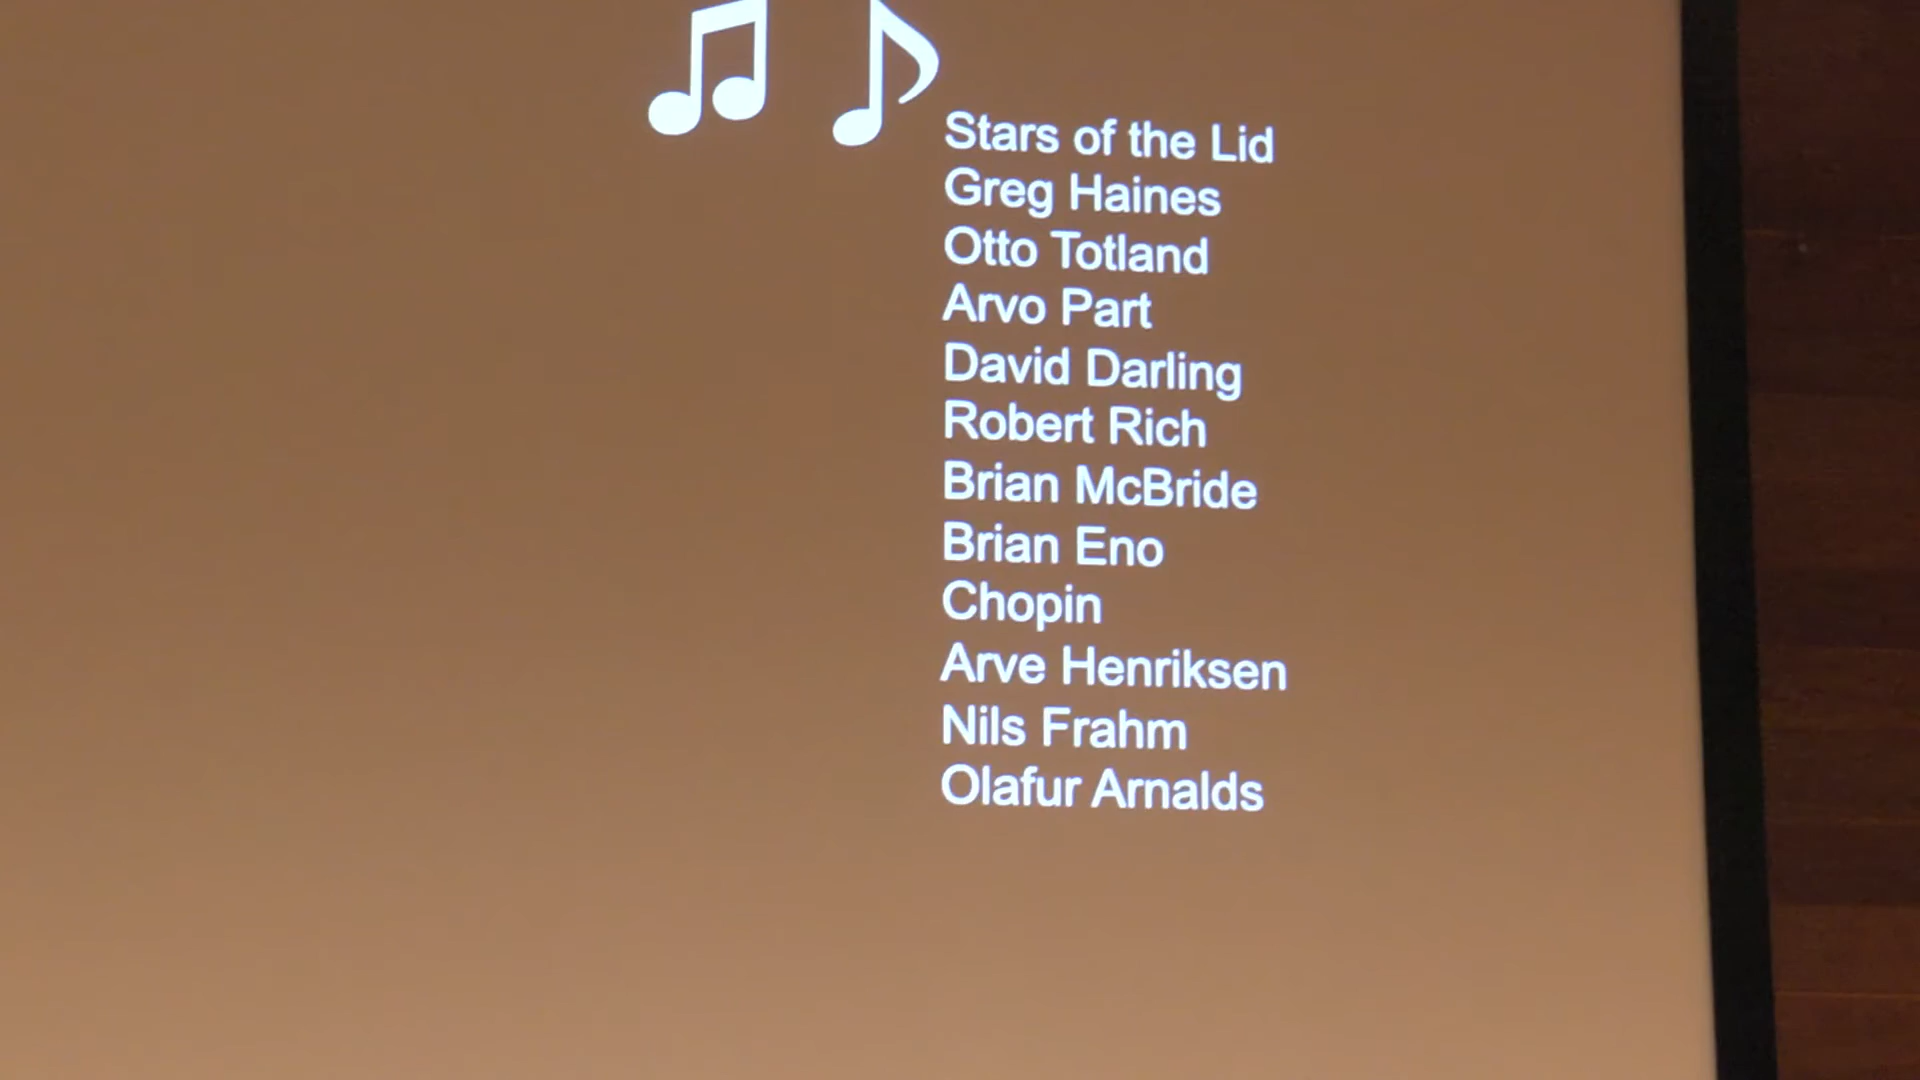 Stars of the Lid
Greg Haines
Otto Totland
Arvo Part
David Darling
Robert Rich
Brian McBride
Brian Eno
Chopin
Arve Henriksen
Nils Frahm
Olafur Arnalds